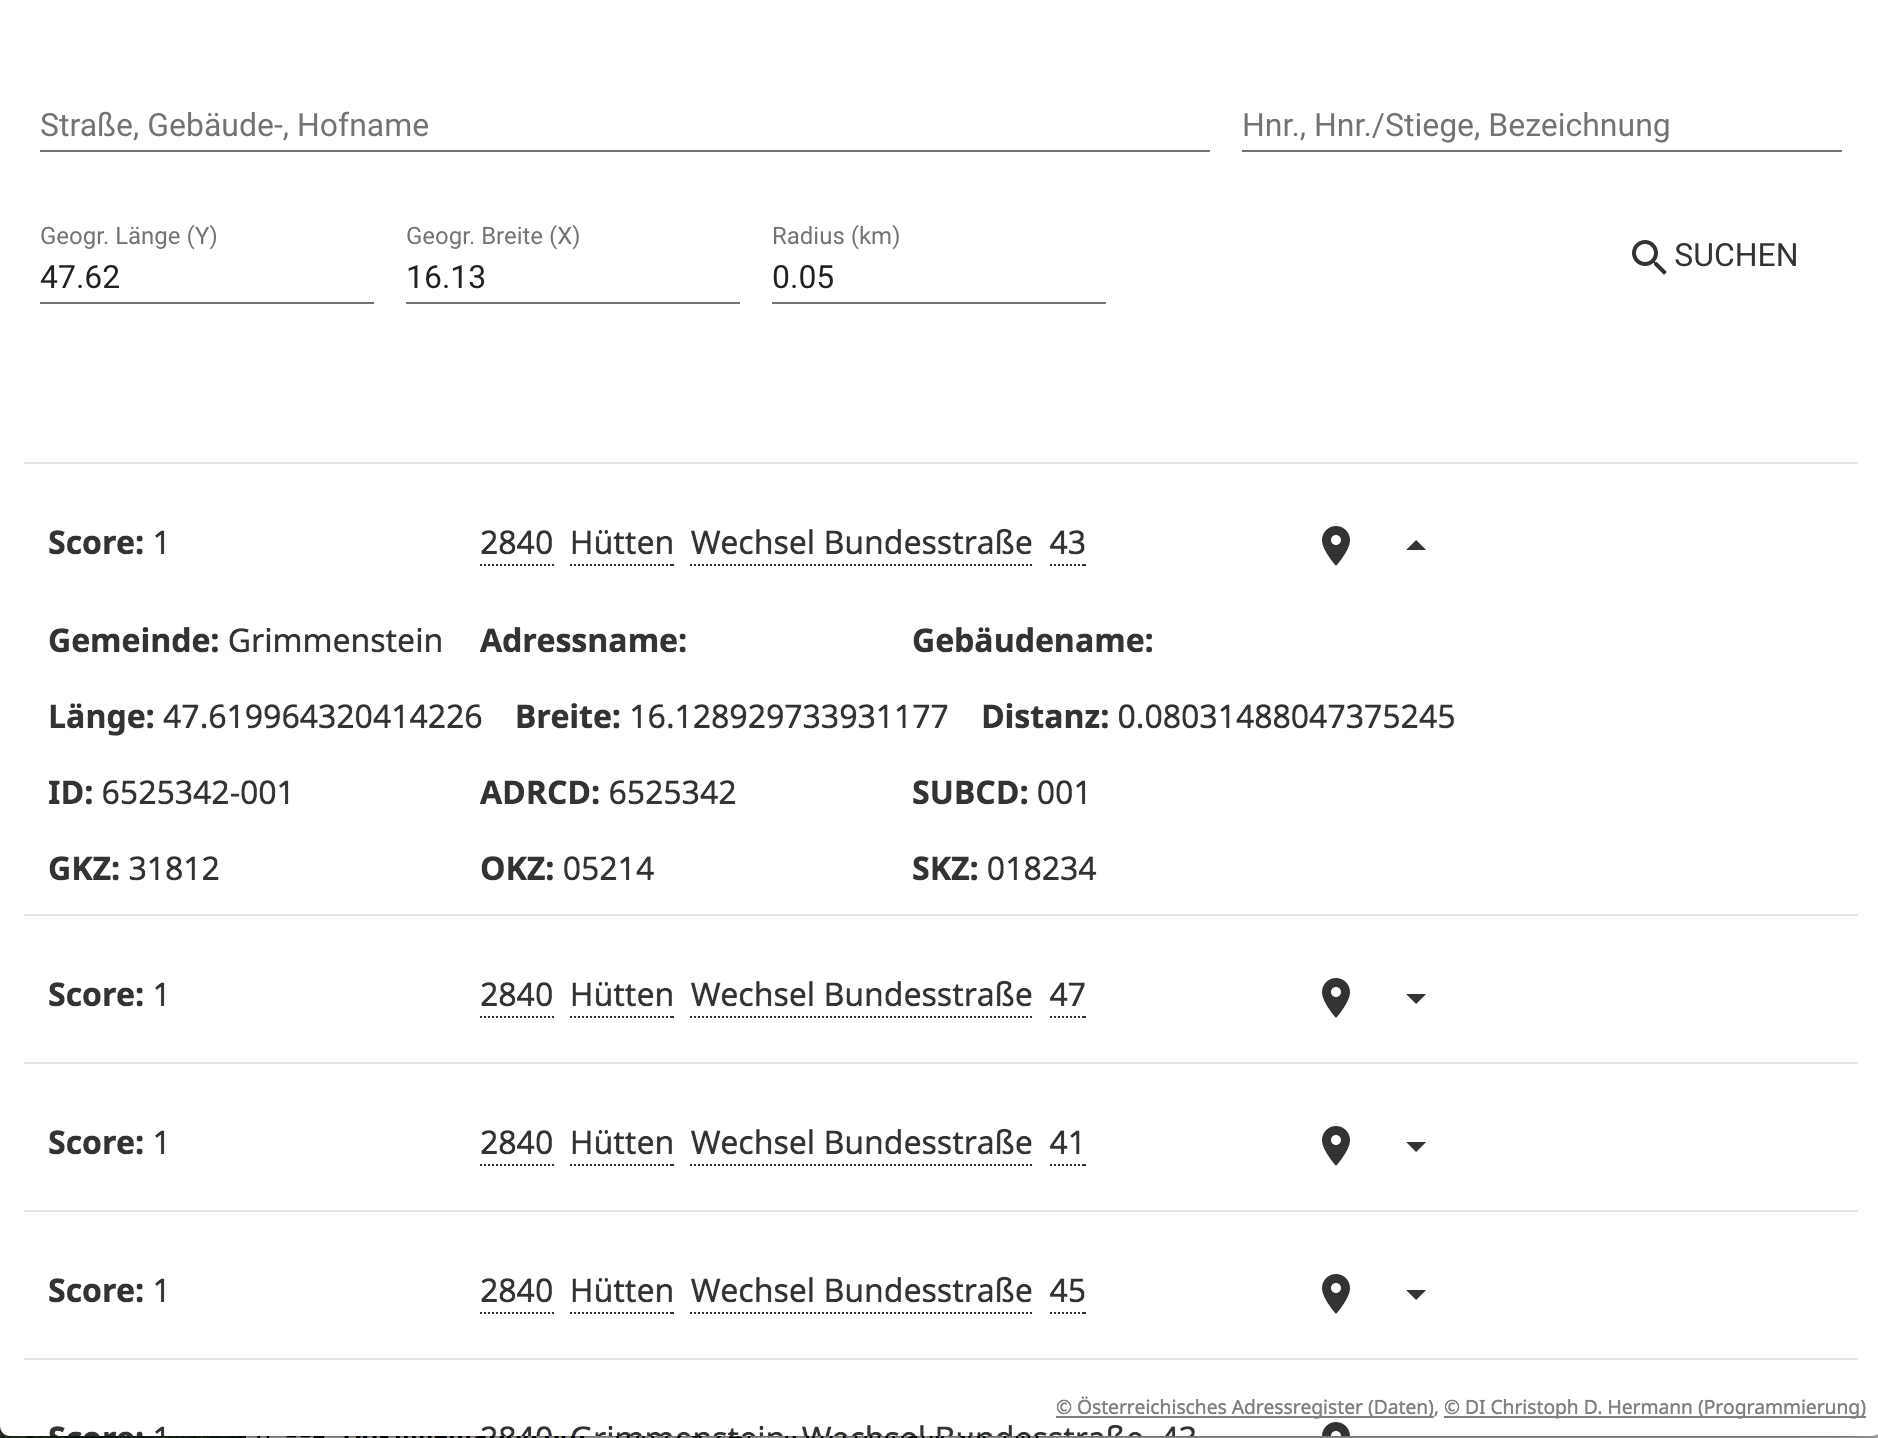 Straße, Gebäude-, Hofname Hnr., Hnr./Stiege, Bezeichnung
Geogr. Länge (Y) Geogr. Breite (X) Radius (km)
47.62 16.13 0.05
SUCHEN
Score: 1 2840 Hütten Wechsel Bundesstraße 43
Gemeinde: Grimmenstein Adressname: Gebäudename:
Länge: 47.619964320414226 Breite: 16.128929733931177 Distanz: 0.08031488047375245
ID: 6525342-001 ADRCD: 6525342 SUBCD: 001
GKZ: 31812 OKZ: 05214 SKZ: 018234
Score: 1 2840 Hütten Wechsel Bundesstraße 47
Score: 1 2840 Hütten Wechsel Bundesstraße 41
Score: 1 2840 Hütten Wechsel Bundesstraße 45
© Österreichisches Adressregister (Daten), © DI Christoph D. Hermann (Programmierung)
Score: 1 2840 Grimmenstein Wechsel Bundesstraße